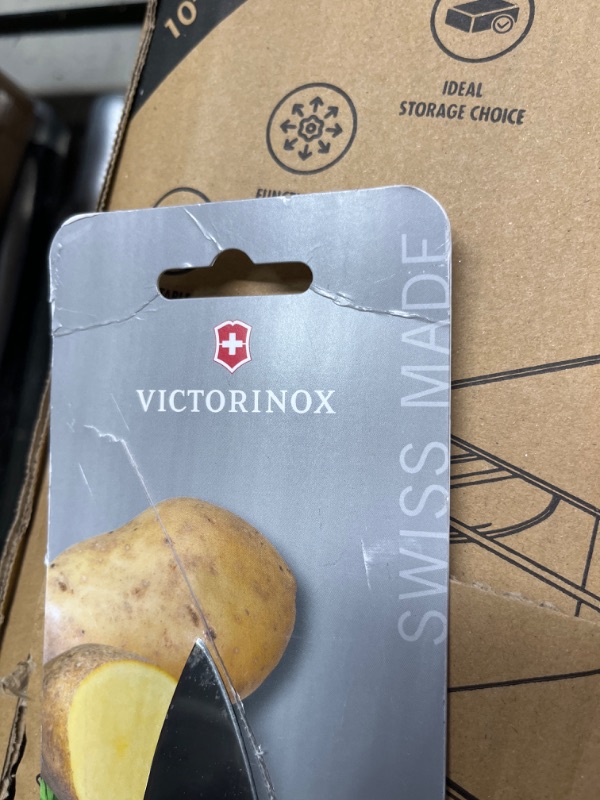 10
IDEAL
STORAGE CHOICE
VICTORINOX
SWISS MADE